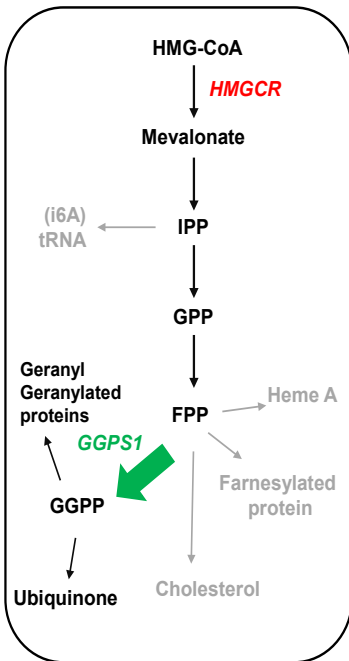 HMG-CoA
HMGCR
Mevalonate
(i6A)
tRNA
IPP
GPP
Geranyl
Geranylated
proteins
Heme A
FPP
GGPS1
Farnesylated
protein
GGPP
Cholesterol
Ubiquinone